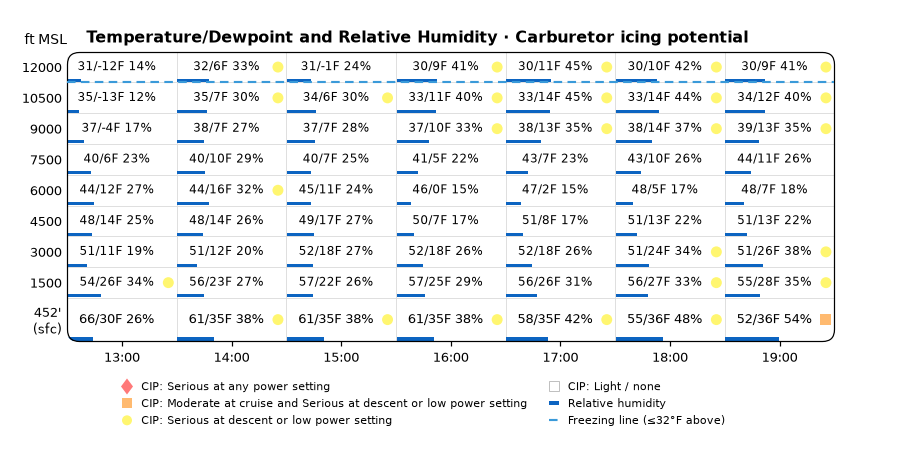 ft MSL Temperature/Dewpoint and Relative Humidity · Carburetor icing potential
12000 31/-12F 14% 32/6F 33% 31/-1F 24% 30/9F 41% 30/11F 45% 30/10F 42% 30/9F 41%
10500 35/-13F 12% 35/7F 30% 34/6F 30% 33/11F 40% 33/14F 45% 33/14F 44% 34/12F 40%
9000 37/-4F 17% 38/7F 27% 37/7F 28% 37/10F 33% 38/13F 35% 38/14F 37% 39/13F 35%
7500 40/6F 23% 40/10F 29% 40/7F 25% 41/5F 22% 43/7F 23% 43/10F 26% 44/11F 26%
6000 44/12F 27% 44/16F 32% 45/11F 24% 46/0F 15% 47/2F 15% 48/5F 17% 48/7F 18%
4500 48/14F 25% 48/14F 26% 49/17F 27% 50/7F 17% 51/8F 17% 51/13F 22% 51/13F 22%
3000 51/11F 19% 51/12F 20% 52/18F 27% 52/18F 26% 52/18F 26% 51/24F 34% 51/26F 38%
1500 54/26F 34% 56/23F 27% 57/22F 26% 57/25F 29% 56/26F 31% 56/27F 33% 55/28F 35%
452'
(sfc) 66/30F 26% 61/35F 38% 61/35F 38% 61/35F 38% 58/35F 42% 55/36F 48% 52/36F 54%
13:00 14:00 15:00 16:00 17:00 18:00 19:00
CIP: Serious at any power setting
CIP: Moderate at cruise and Serious at descent or low power setting
CIP: Serious at descent or low power setting
CIP: Light / none
Relative humidity
Freezing line (≤32°F above)